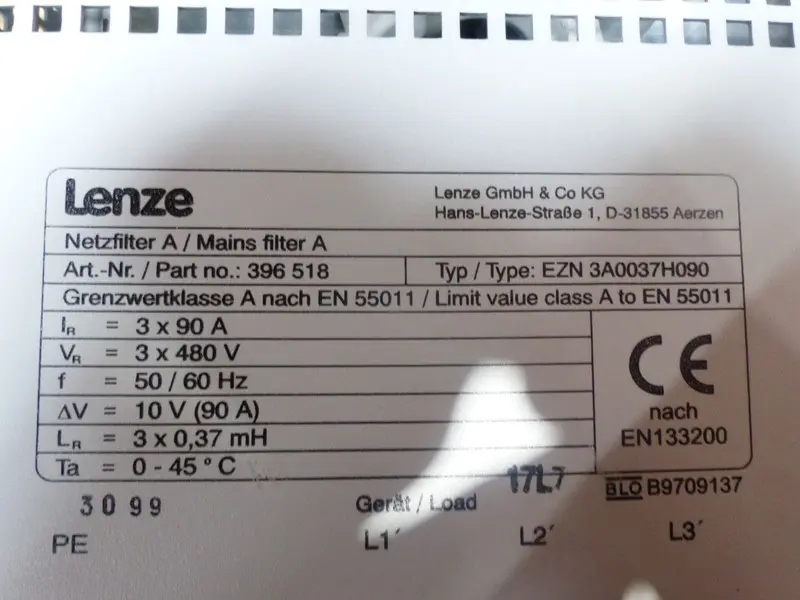 Lenze
Lenze GmbH & Co KG
Hans-Lenze-Straße 1, D-31855 Aerzen
Netzfilter A / Mains filter A
Art.-Nr. / Part no.: 396 518
Typ / Type: EZN 3A0037H090
Grenzwertklasse A nach EN 55011 / Limit value class A to EN 55011
IR = 3 x 90 A
VR = 3 x 480 V
f = 50 / 60 Hz
ΔV = 10 V (90 A)
LR = 3 x 0,37 mH
Ta = 0 - 45 °C
CE
nach
EN133200
3099
Gerät / Load
17L7
BLO B9709137
PE
L1´
L2´
L3´